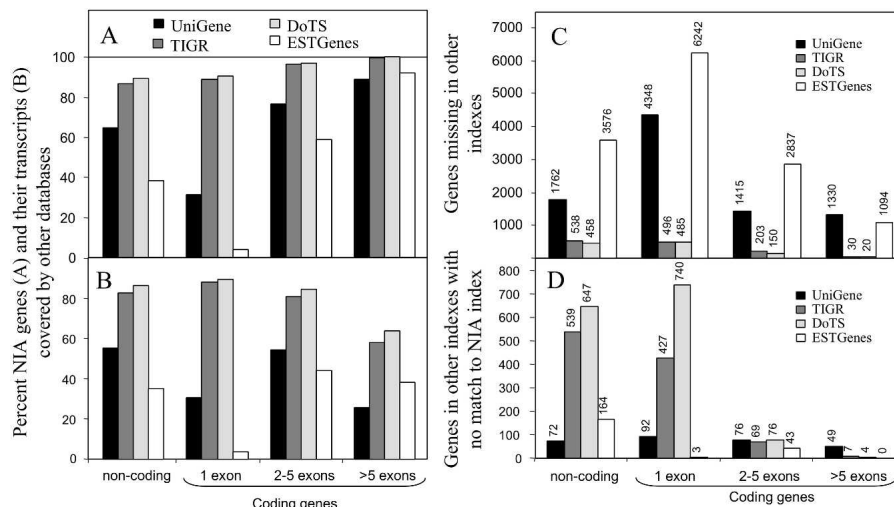 A
UniGene
TIGR
DoTS
ESTGenes
Percent NIA genes (A) and their transcripts (B)
covered by other databases
100
80
60
40
20
0
B
80
60
40
20
0
non-coding
1 exon
2-5 exons
>5 exons
Coding genes
C
UniGene
TIGR
DoTS
ESTGenes
Genes missing in other
indexes
7000
6000
5000
4000
3000
2000
1000
1762
538
458
3576
4348
496
485
6242
1415
203
150
2837
1330
30
20
1094
D
UniGene
TIGR
DoTS
ESTGenes
Genes in other indexes with
no match to NIA index
800
700
600
500
400
300
200
100
0
72
539
647
164
92
427
740
3
76
69
76
43
49
7
4
0
non-coding
1 exon
2-5 exons
>5 exons
Coding genes